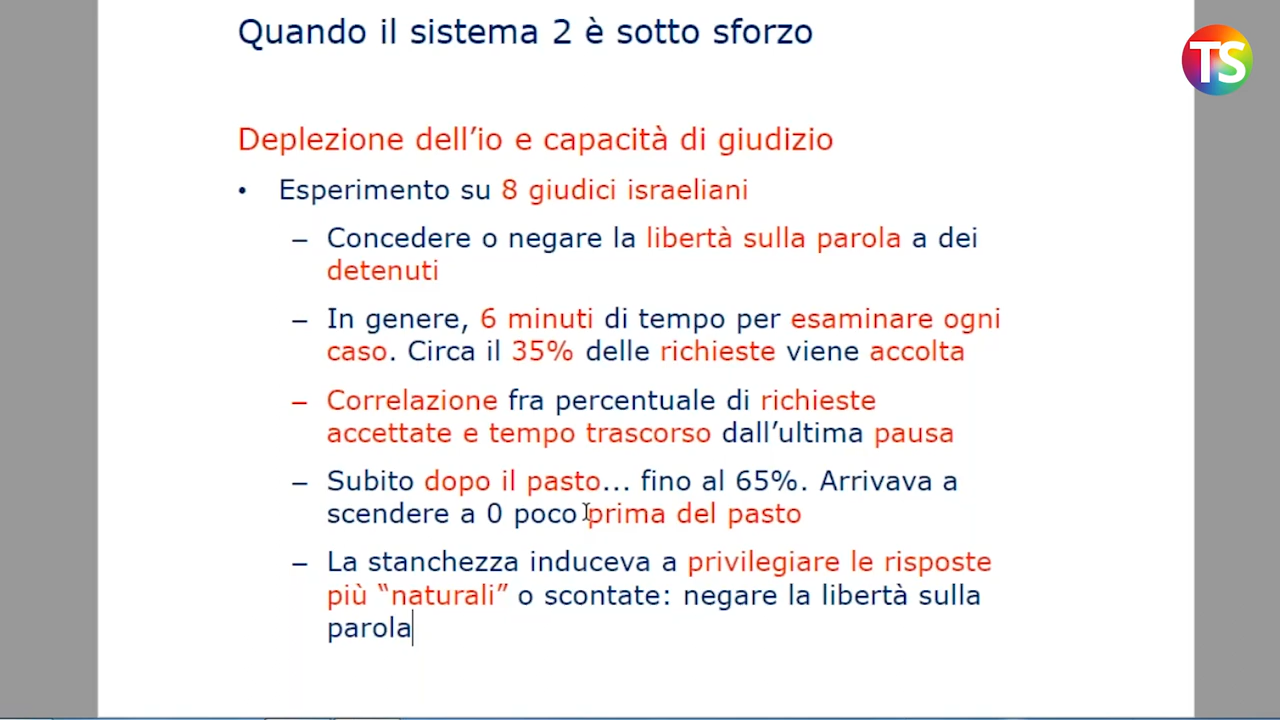 Quando il sistema 2 è sotto sforzo
TS
Deplezione dell'io e capacità di giudizio
• Esperimento su 8 giudici israeliani
– Concedere o negare la libertà sulla parola a dei
detenuti
– In genere, 6 minuti di tempo per esaminare ogni
caso. Circa il 35% delle richieste viene accolta
– Correlazione fra percentuale di richieste
accettate e tempo trascorso dall'ultima pausa
– Subito dopo il pasto... fino al 65%. Arrivava a
scendere a 0 poco prima del pasto
– La stanchezza induceva a privilegiare le risposte
più “naturali” o scontate: negare la libertà sulla
parola